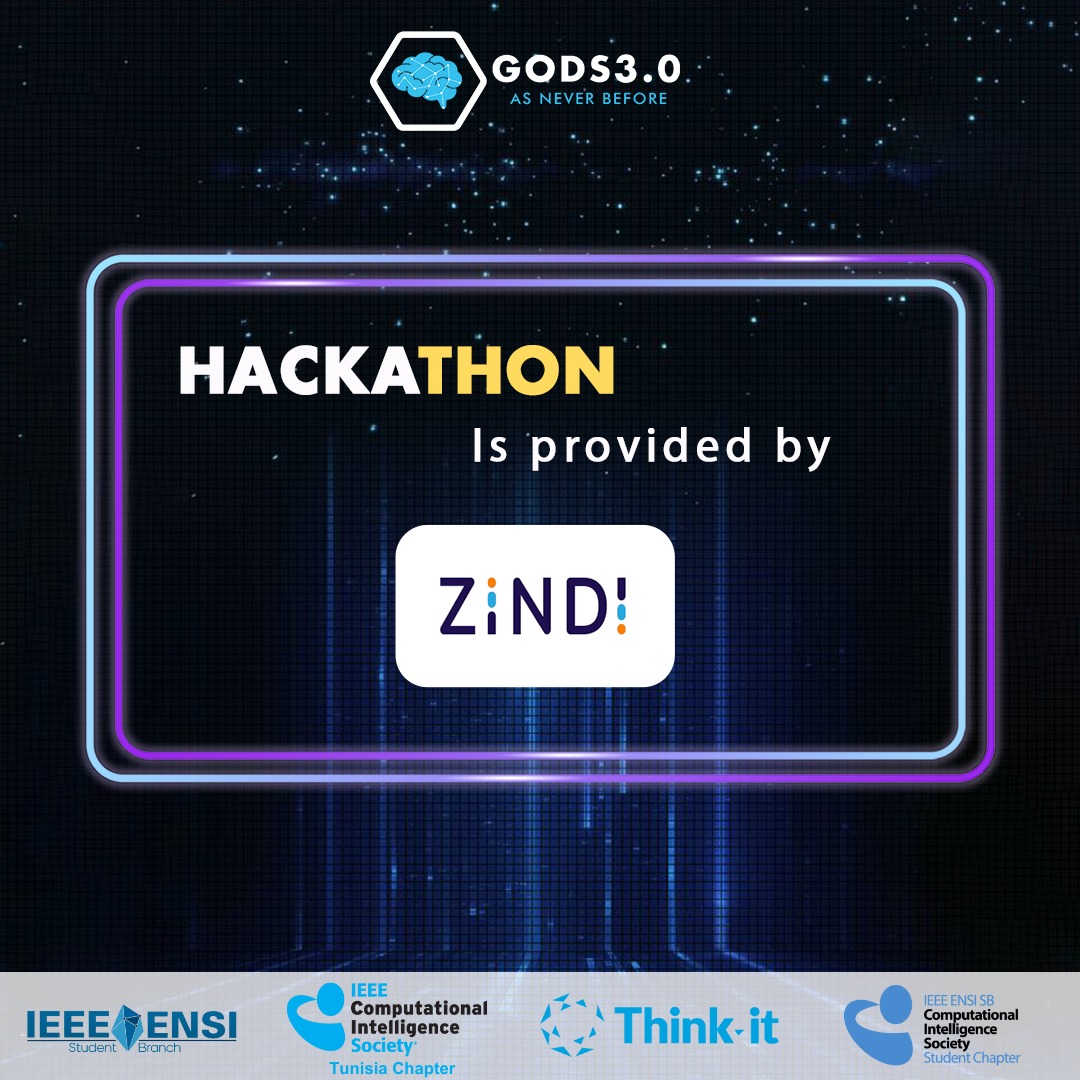 GODS3.0
AS NEVER BEFORE
HACKATHON
Is provided by
ZiND!
IEEE ENSI
Student Branch
IEEE
Computational
Intelligence
Society
Tunisia Chapter
Think-it
IEEE ENSI SB
Computational
Intelligence
Society
Student Chapter